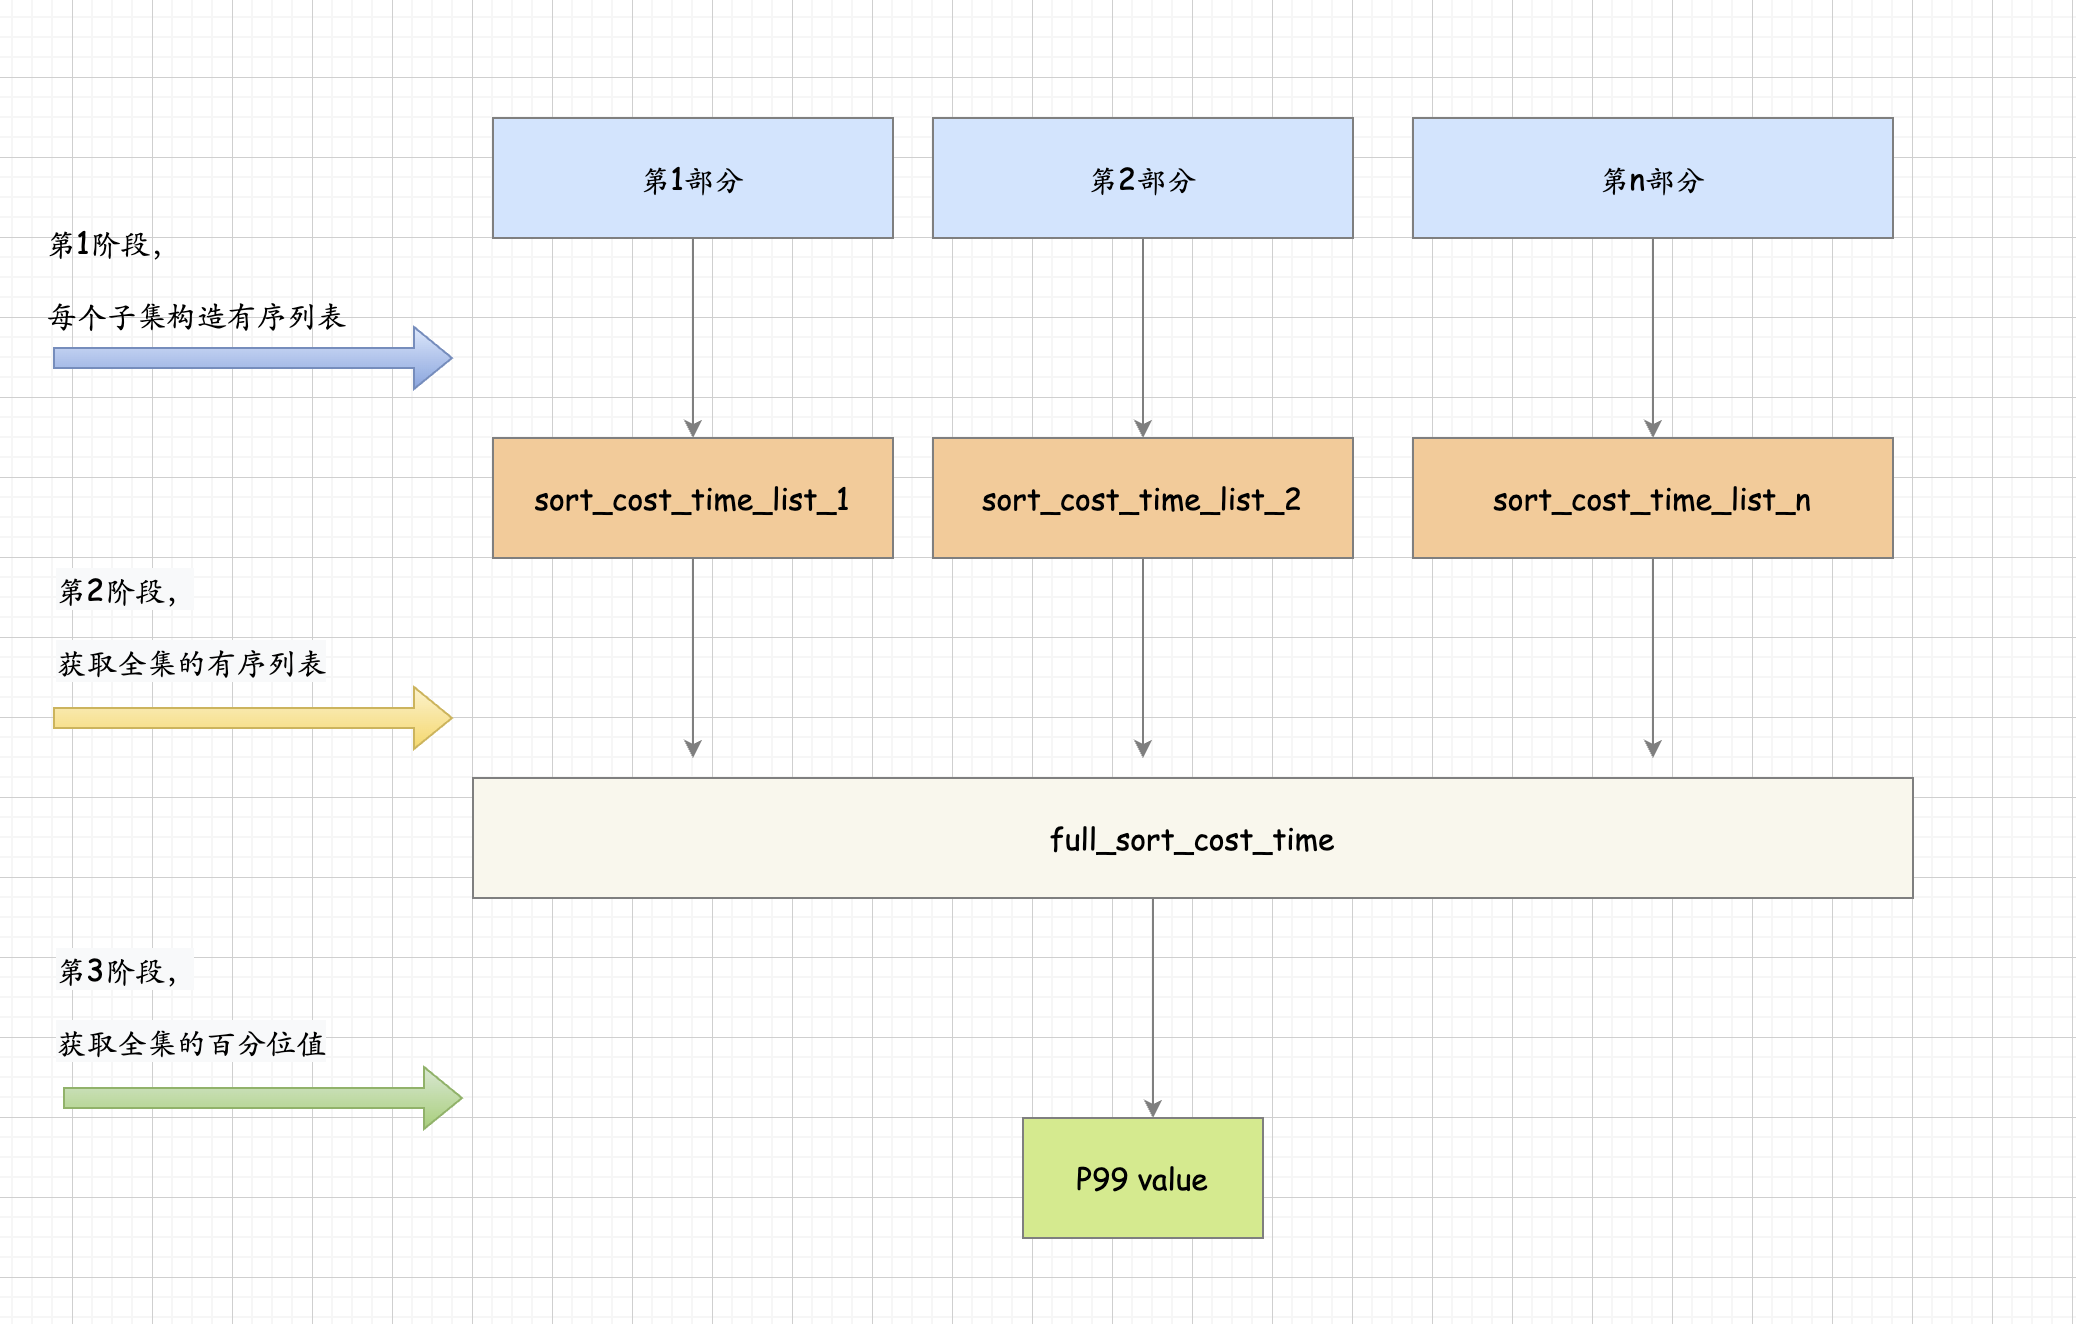 第1部分
第2部分
第n部分
第1阶段，
每个子集构造有序列表
sort_cost_time_list_1
sort_cost_time_list_2
sort_cost_time_list_n
第2阶段，
获取全集的有序列表
full_sort_cost_time
第3阶段，
获取全集的百分位值
P99 value